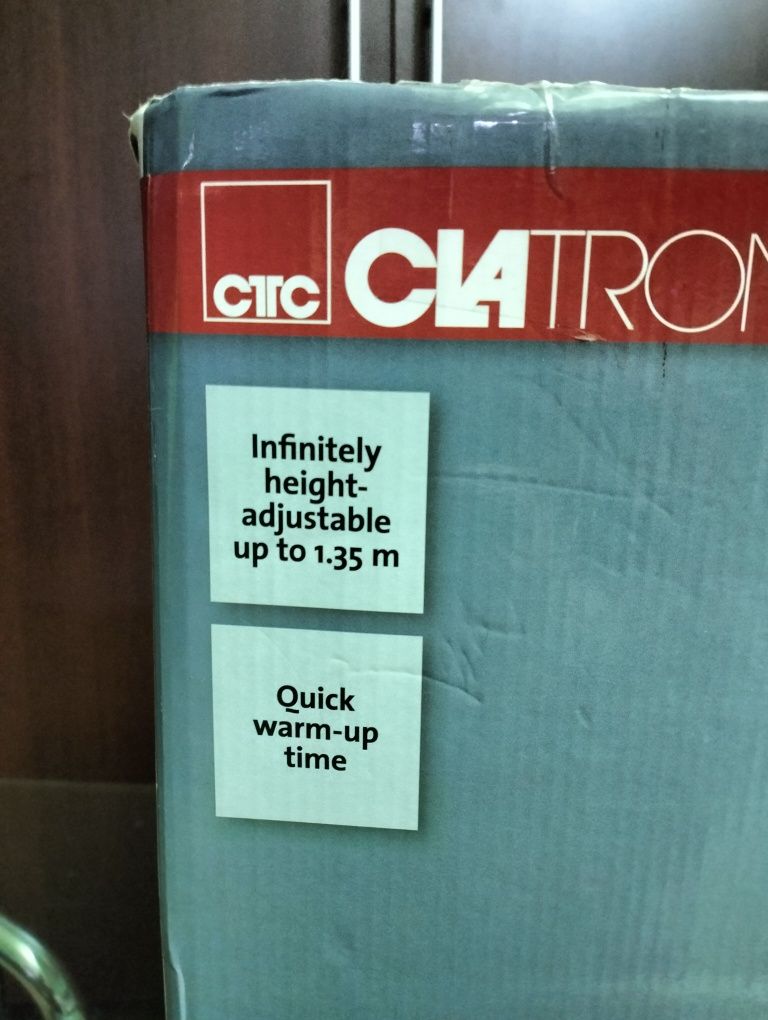 CTC CLATRON
Infinitely
height-
adjustable
up to 1.35 m
Quick
warm-up
time